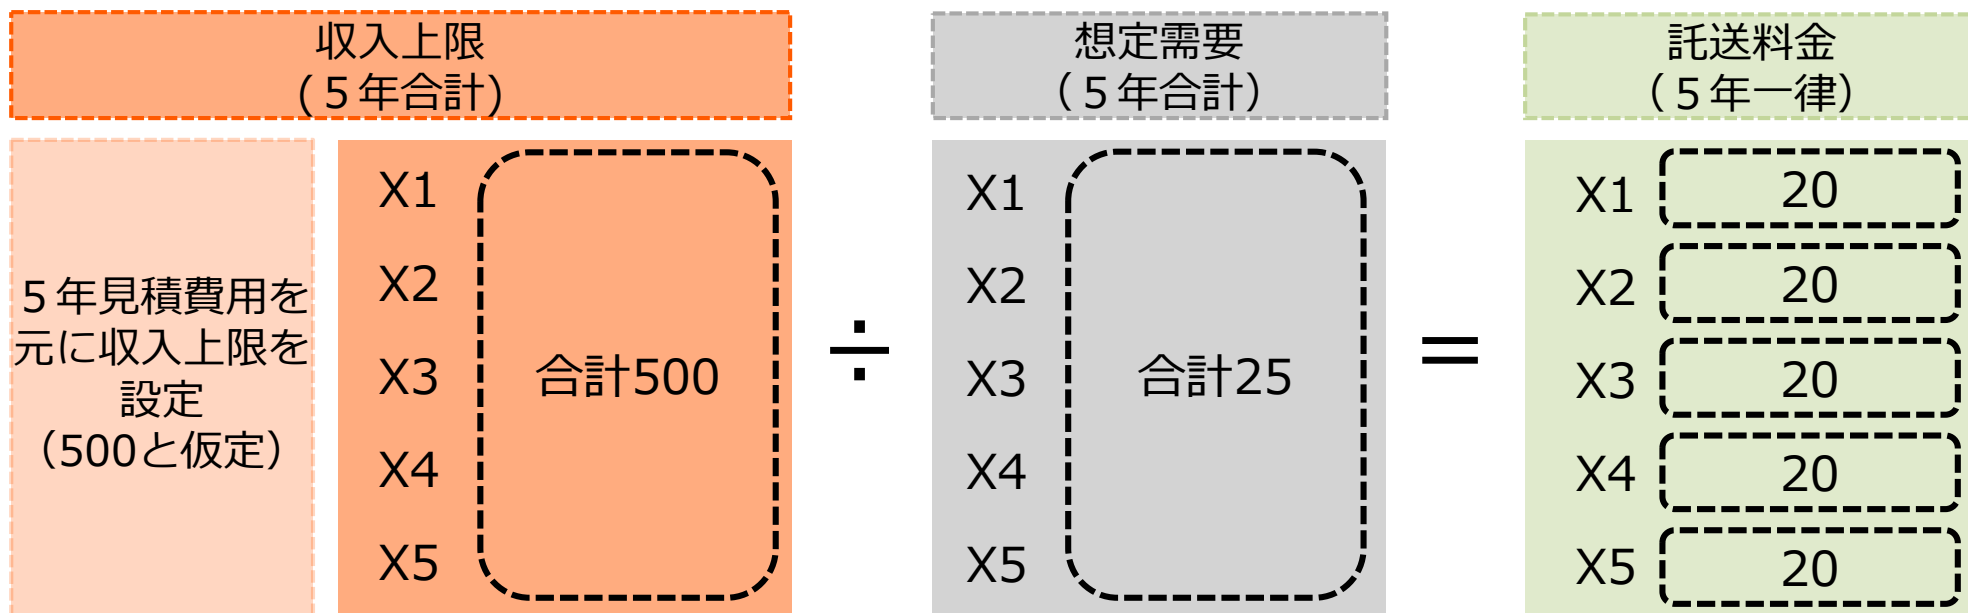 収入上限
(５年合計)
想定需要
（５年合計）
託送料金
（５年一律）
５年見積費用を
元に収入上限を
設定
（500と仮定）
X1
X2
X3
X4
X5
合計500
÷
X1
X2
X3
X4
X5
合計25
＝
X1 20
X2 20
X3 20
X4 20
X5 20